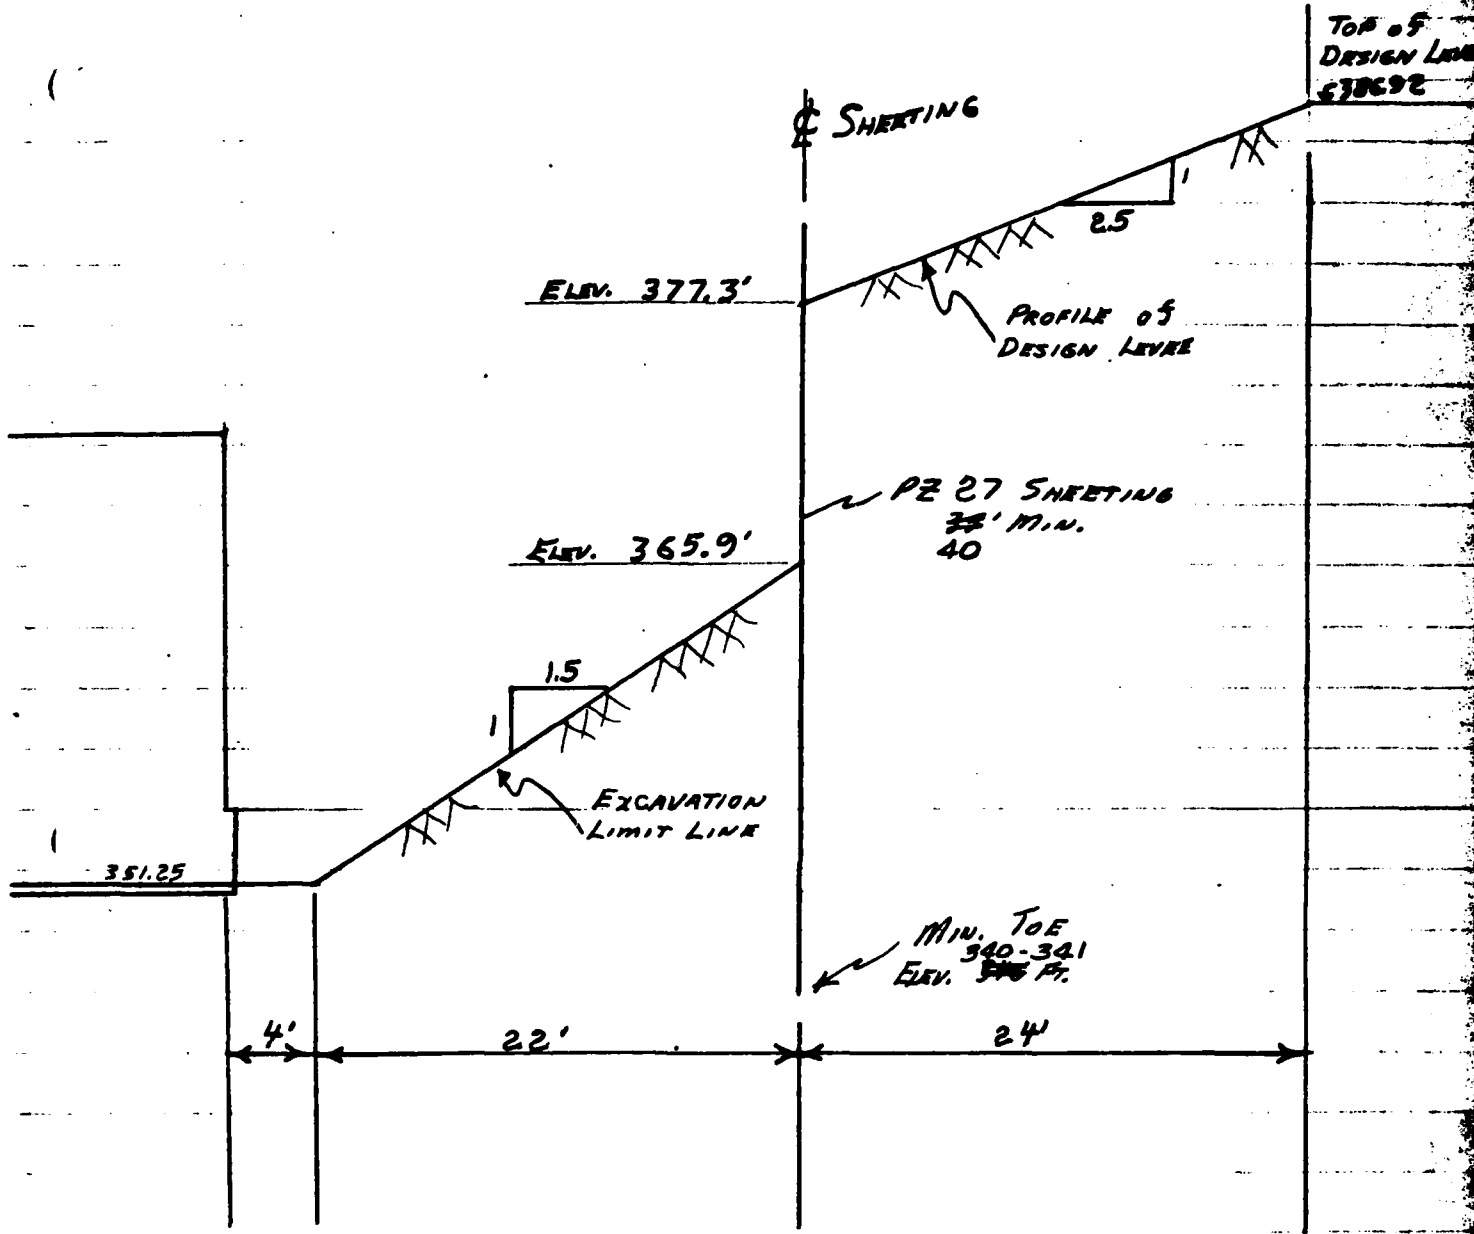 TOP of
DESIGN
℄ SHEETING
1
2.5
ELEV. 377.3'
PROFILE of
DESIGN LEVEE
PZ 27 SHEETING
' MIN.
40
ELEV. 365.9'
1.5
1
EXCAVATION
LIMIT LINE
351.25
MIN. TOE
340-341
ELEV. FT.
4'
22'
24'